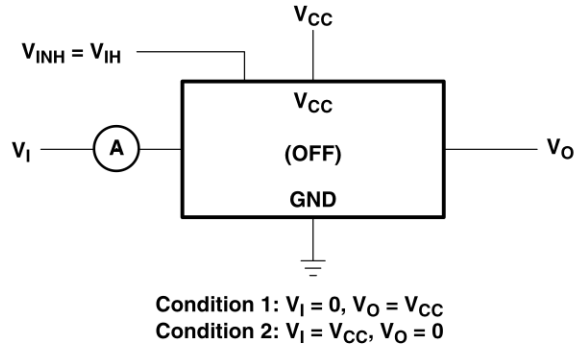 V_CC
V_INH = V_IH
V_CC
V_I
A
(OFF)
V_O
GND
Condition 1: V_I = 0, V_O = V_CC
Condition 2: V_I = V_CC, V_O = 0